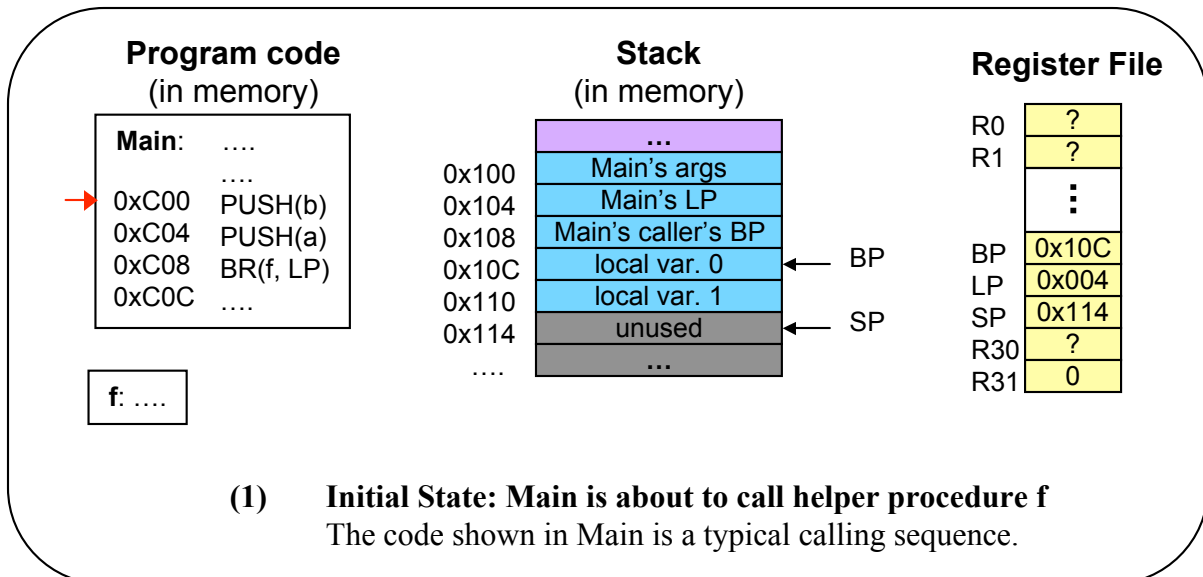 Program code
(in memory)
Main: ....
....
0xC00 PUSH(b)
0xC04 PUSH(a)
0xC08 BR(f, LP)
0xC0C ....
f: ....
Stack
(in memory)
...
0x100 Main's args
0x104 Main's LP
0x108 Main's caller's BP
0x10C local var. 0 BP
0x110 local var. 1
0x114 unused SP
.... ...
Register File
R0 ?
R1 ?
⋮
BP 0x10C
LP 0x004
SP 0x114
R30 ?
R31 0
(1) Initial State: Main is about to call helper procedure f
The code shown in Main is a typical calling sequence.